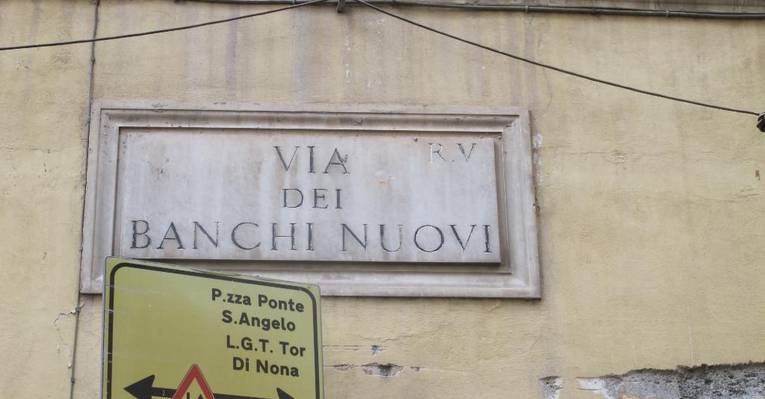 VIA R.V
DEI
BANCHI NUOVI
P.zza Ponte
S.Angelo
L.G.T. Tor
Di Nona